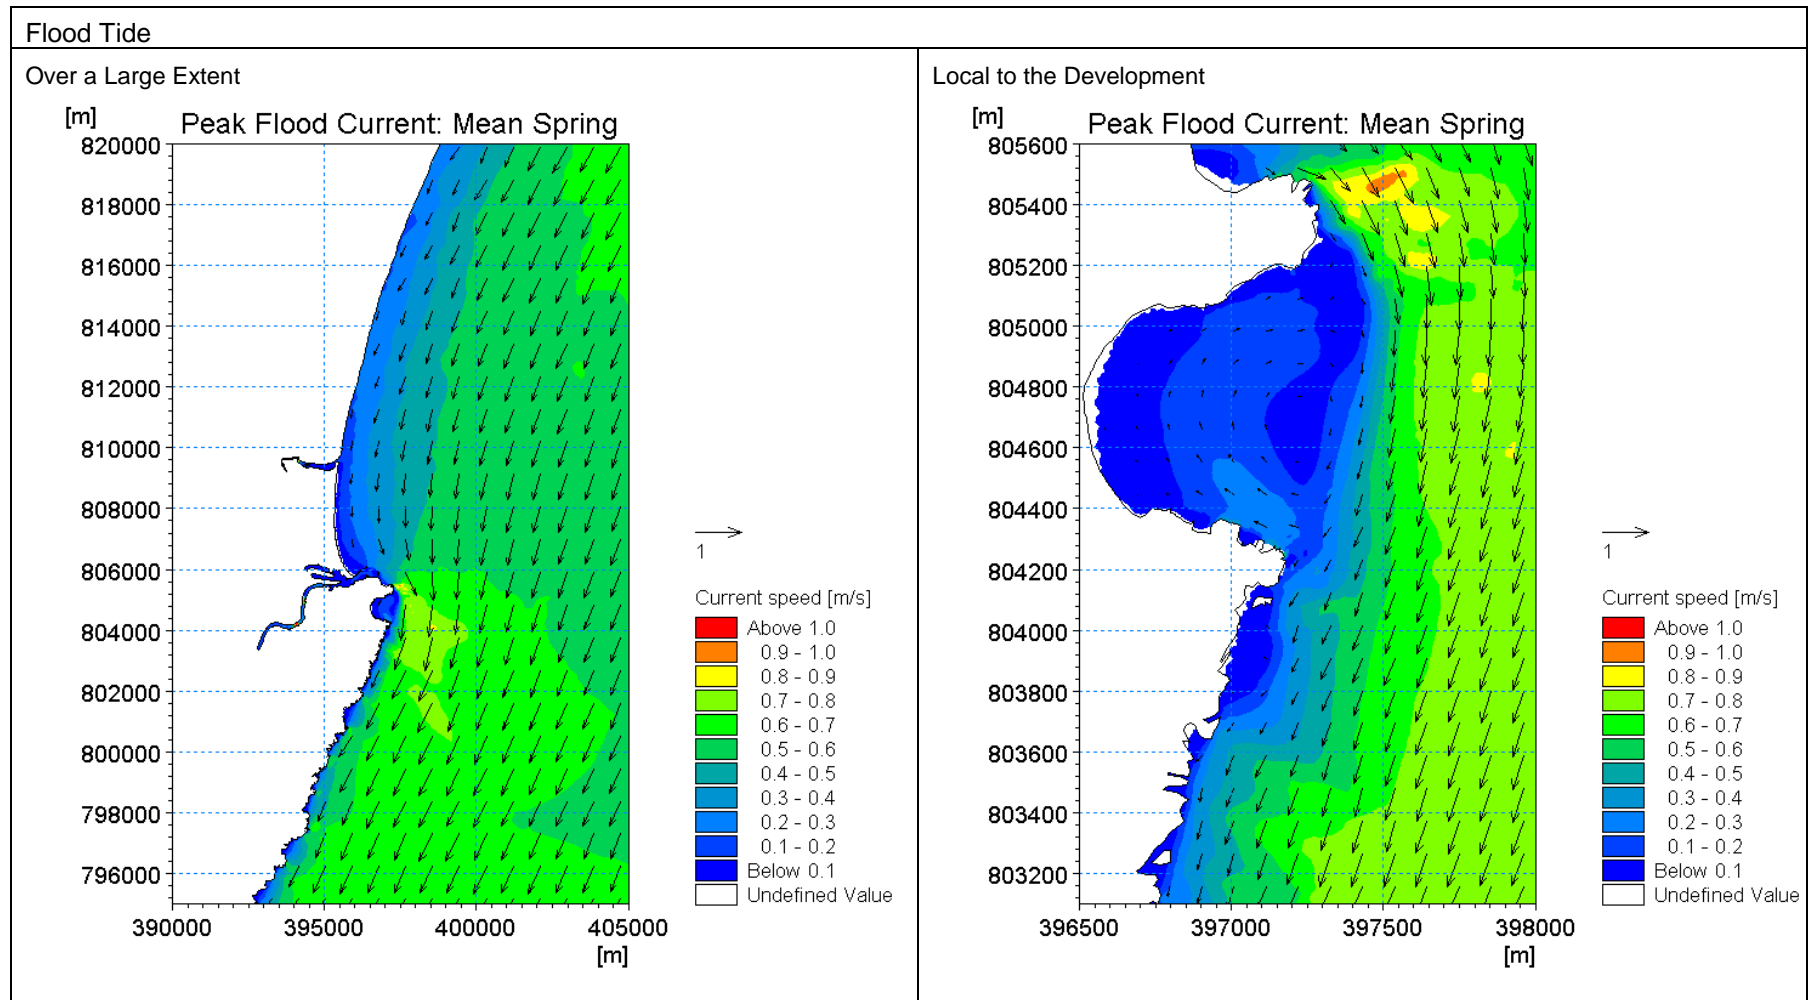 Flood Tide
Over a Large Extent
[m]
Peak Flood Current: Mean Spring
820000
818000
816000
814000
812000
810000
808000
806000
804000
802000
800000
798000
796000
390000 395000 400000 405000
[m]
1
Current speed [m/s]
Above 1.0
0.9 - 1.0
0.8 - 0.9
0.7 - 0.8
0.6 - 0.7
0.5 - 0.6
0.4 - 0.5
0.3 - 0.4
0.2 - 0.3
0.1 - 0.2
Below 0.1
Undefined Value
Local to the Development
[m]
Peak Flood Current: Mean Spring
805600
805400
805200
805000
804800
804600
804400
804200
804000
803800
803600
803400
803200
396500 397000 397500 398000
[m]
1
Current speed [m/s]
Above 1.0
0.9 - 1.0
0.8 - 0.9
0.7 - 0.8
0.6 - 0.7
0.5 - 0.6
0.4 - 0.5
0.3 - 0.4
0.2 - 0.3
0.1 - 0.2
Below 0.1
Undefined Value